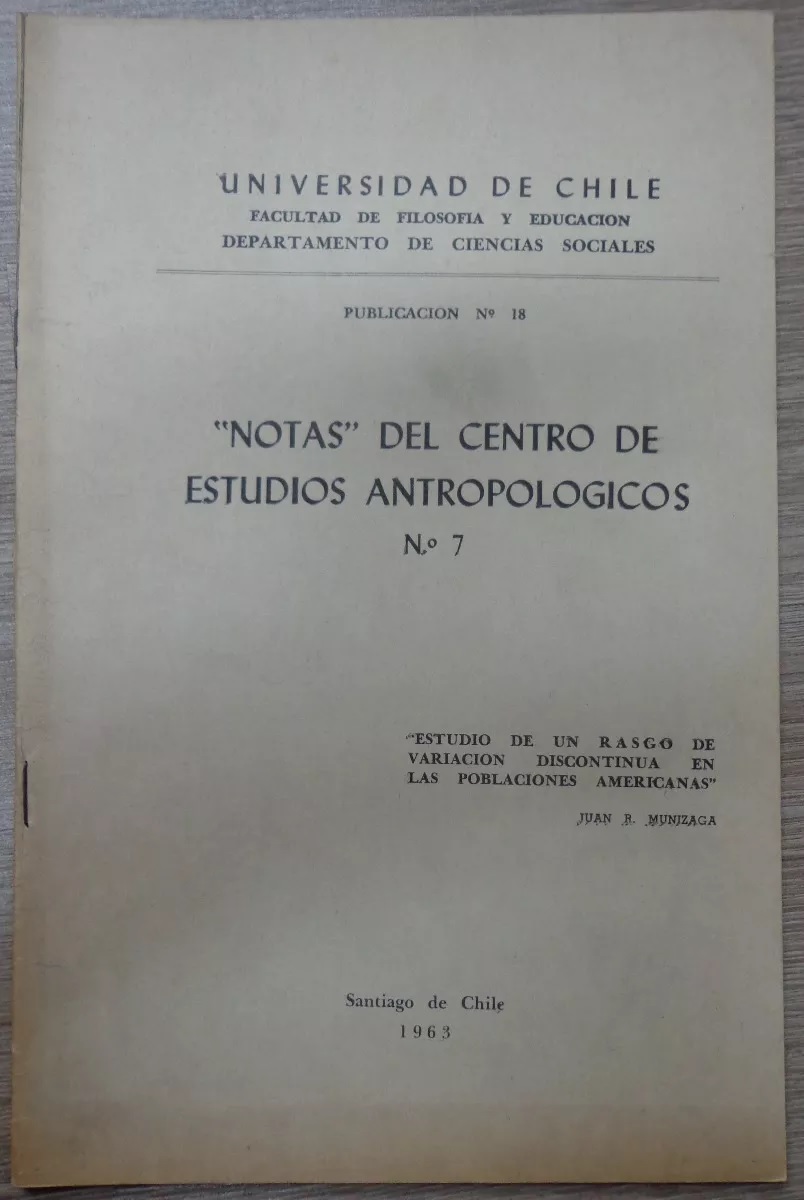 UNIVERSIDAD DE CHILE
FACULTAD DE FILOSOFIA Y EDUCACION
DEPARTAMENTO DE CIENCIAS SOCIALES
PUBLICACION Nº 18
"NOTAS" DEL CENTRO DE
ESTUDIOS ANTROPOLOGICOS
N.º 7
"ESTUDIO DE UN RASGO DE
VARIACION DISCONTINUA EN
LAS POBLACIONES AMERICANAS"
JUAN R. MUNIZAGA
Santiago de Chile
1963